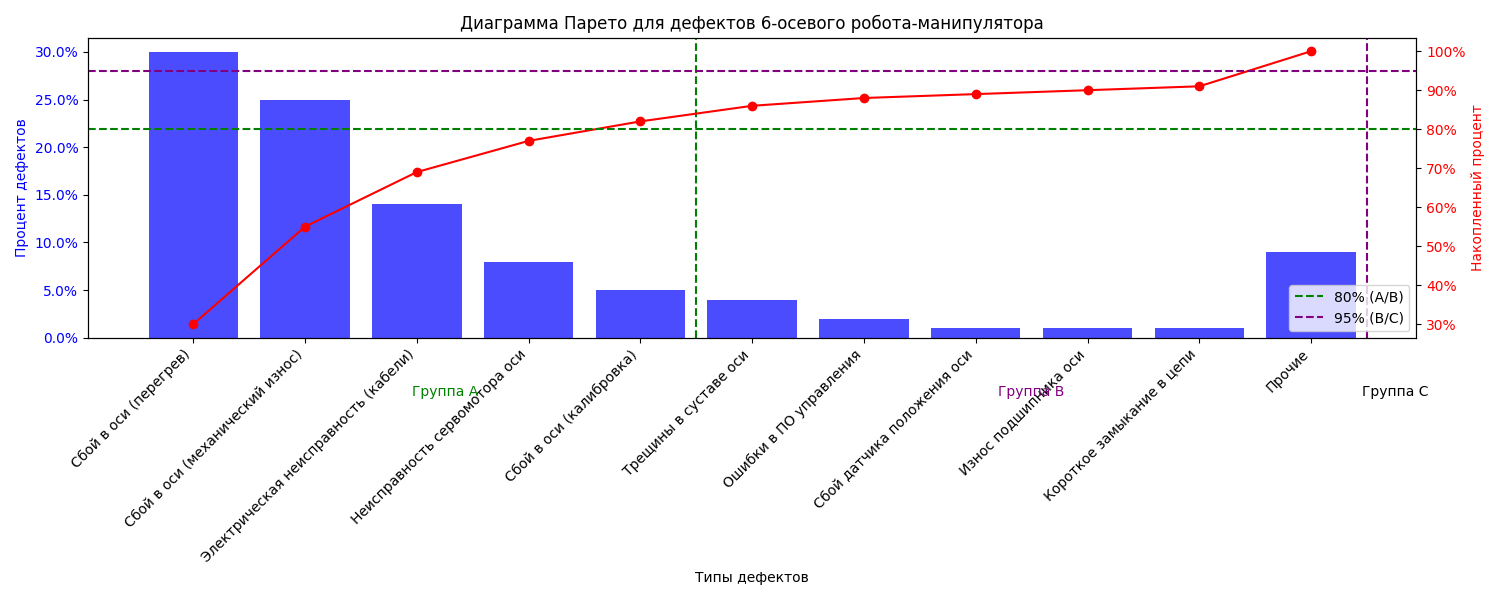 Диаграмма Парето для дефектов 6-осевого робота-манипулятора
Процент дефектов
30.0%
25.0%
20.0%
15.0%
10.0%
5.0%
0.0%
Накопленный процент
100%
90%
80%
70%
60%
50%
40%
30%
80% (A/B)
95% (B/C)
Сбой в оси (перегрев)
Сбой в оси (механический износ)
Электрическая неисправность (кабели)
Неисправность сервомотора оси
Сбой в оси (калибровка)
Трещины в суставе оси
Ошибки в ПО управления
Сбой датчика положения оси
Износ подшипника оси
Короткое замыкание в цепи
Прочие
Группа A
Группа B
Группа C
Типы дефектов